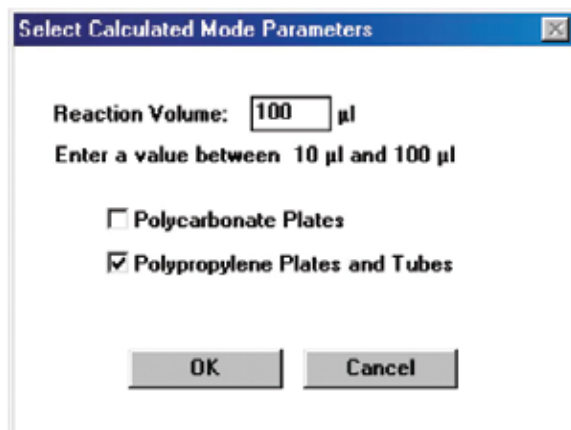 Select Calculated Mode Parameters
Reaction Volume: 100 µl
Enter a value between 10 µl and 100 µl
Polycarbonate Plates
Polypropylene Plates and Tubes
OK Cancel